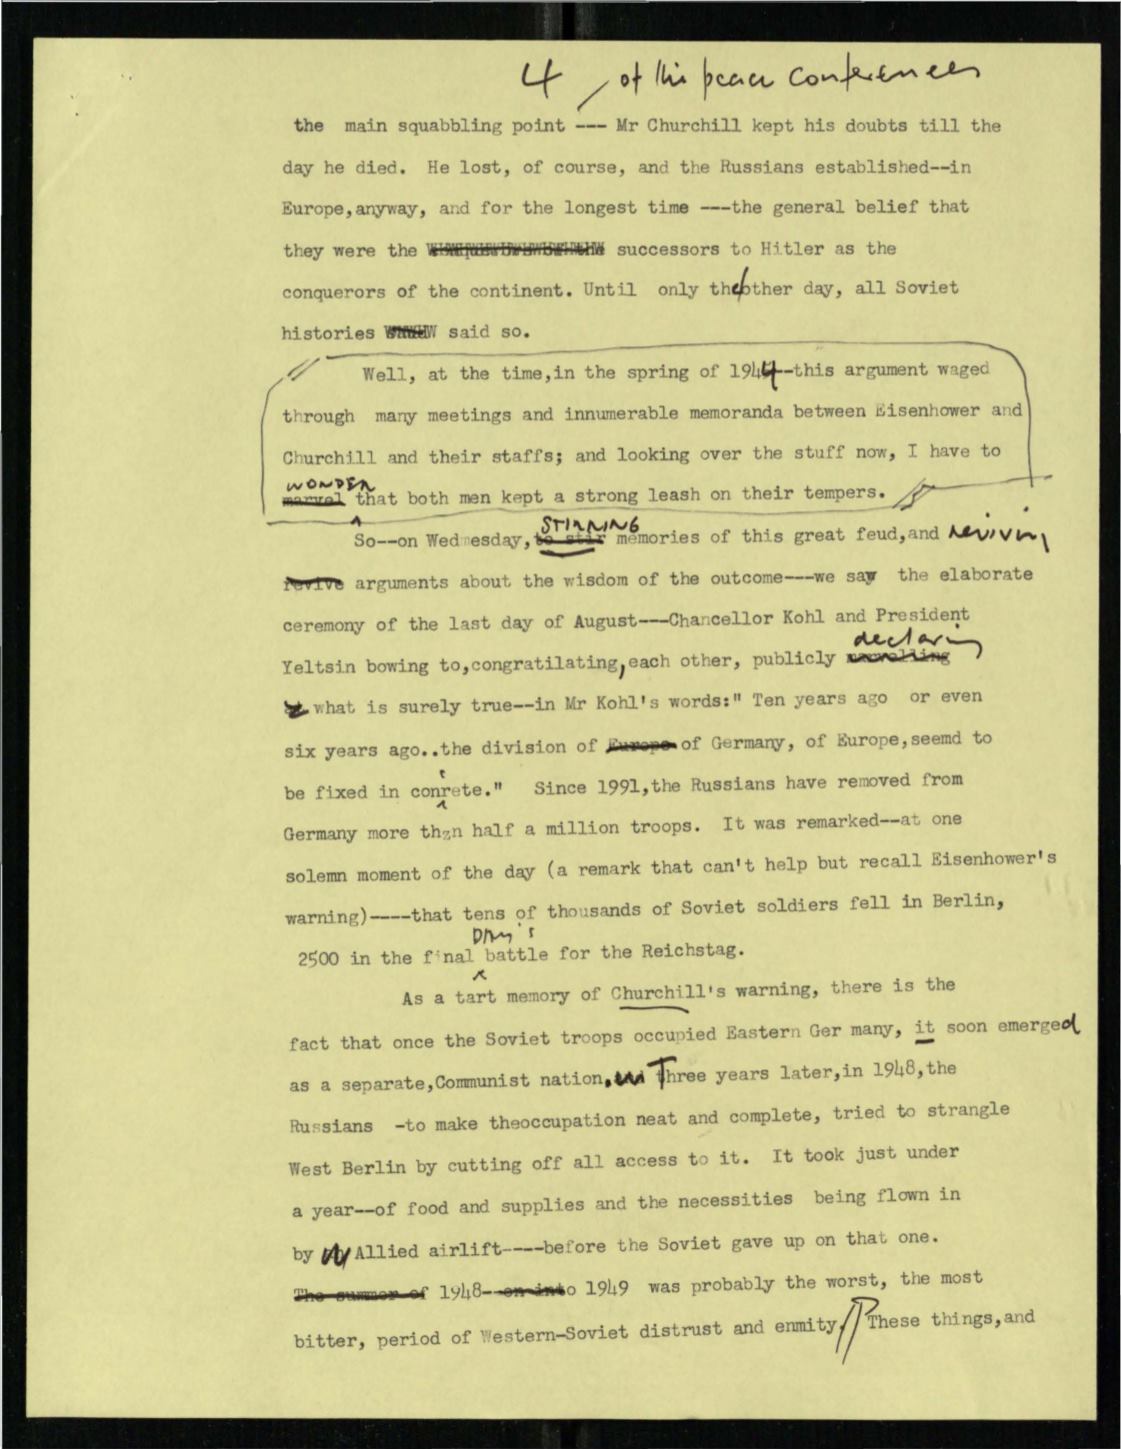 4 of the peace conferences
the main squabbling point --- Mr Churchill kept his doubts till the
day he died. He lost, of course, and the Russians established--in
Europe,anyway, and for the longest time ---the general belief that
they were the successors to Hitler as the
conquerors of the continent. Until only the other day, all Soviet
histories said so.
Well, at the time,in the spring of 1944--this argument waged
through many meetings and innumerable memoranda between Eisenhower and
Churchill and their staffs; and looking over the stuff now, I have to
WONDER
marvel that both men kept a strong leash on their tempers.
STIRRING
So--on Wednesday,to stir memories of this great feud,and reviving
revive arguments about the wisdom of the outcome---we saw the elaborate
ceremony of the last day of August---Chancellor Kohl and President
declaring
Yeltsin bowing to,congratilating,each other, publicly marvelling
what is surely true--in Mr Kohl's words:" Ten years ago or even
six years ago..the division of Europe of Germany, of Europe,seemd to
c
be fixed in conrete." Since 1991,the Russians have removed from
Germany more than half a million troops. It was remarked--at one
solemn moment of the day (a remark that can't help but recall Eisenhower's
warning)----that tens of thousands of Soviet soldiers fell in Berlin,
DAY'S
2500 in the final battle for the Reichstag.
As a tart memory of Churchill's warning, there is the
fact that once the Soviet troops occupied Eastern Ger many, it soon emerged
as a separate,Communist nation. Three years later,in 1948,the
Russians -to make theoccupation neat and complete, tried to strangle
West Berlin by cutting off all access to it. It took just under
a year--of food and supplies and the necessities being flown in
by Allied airlift----before the Soviet gave up on that one.
The summer of 1948--on into 1949 was probably the worst, the most
bitter, period of Western-Soviet distrust and enmity. These things,and